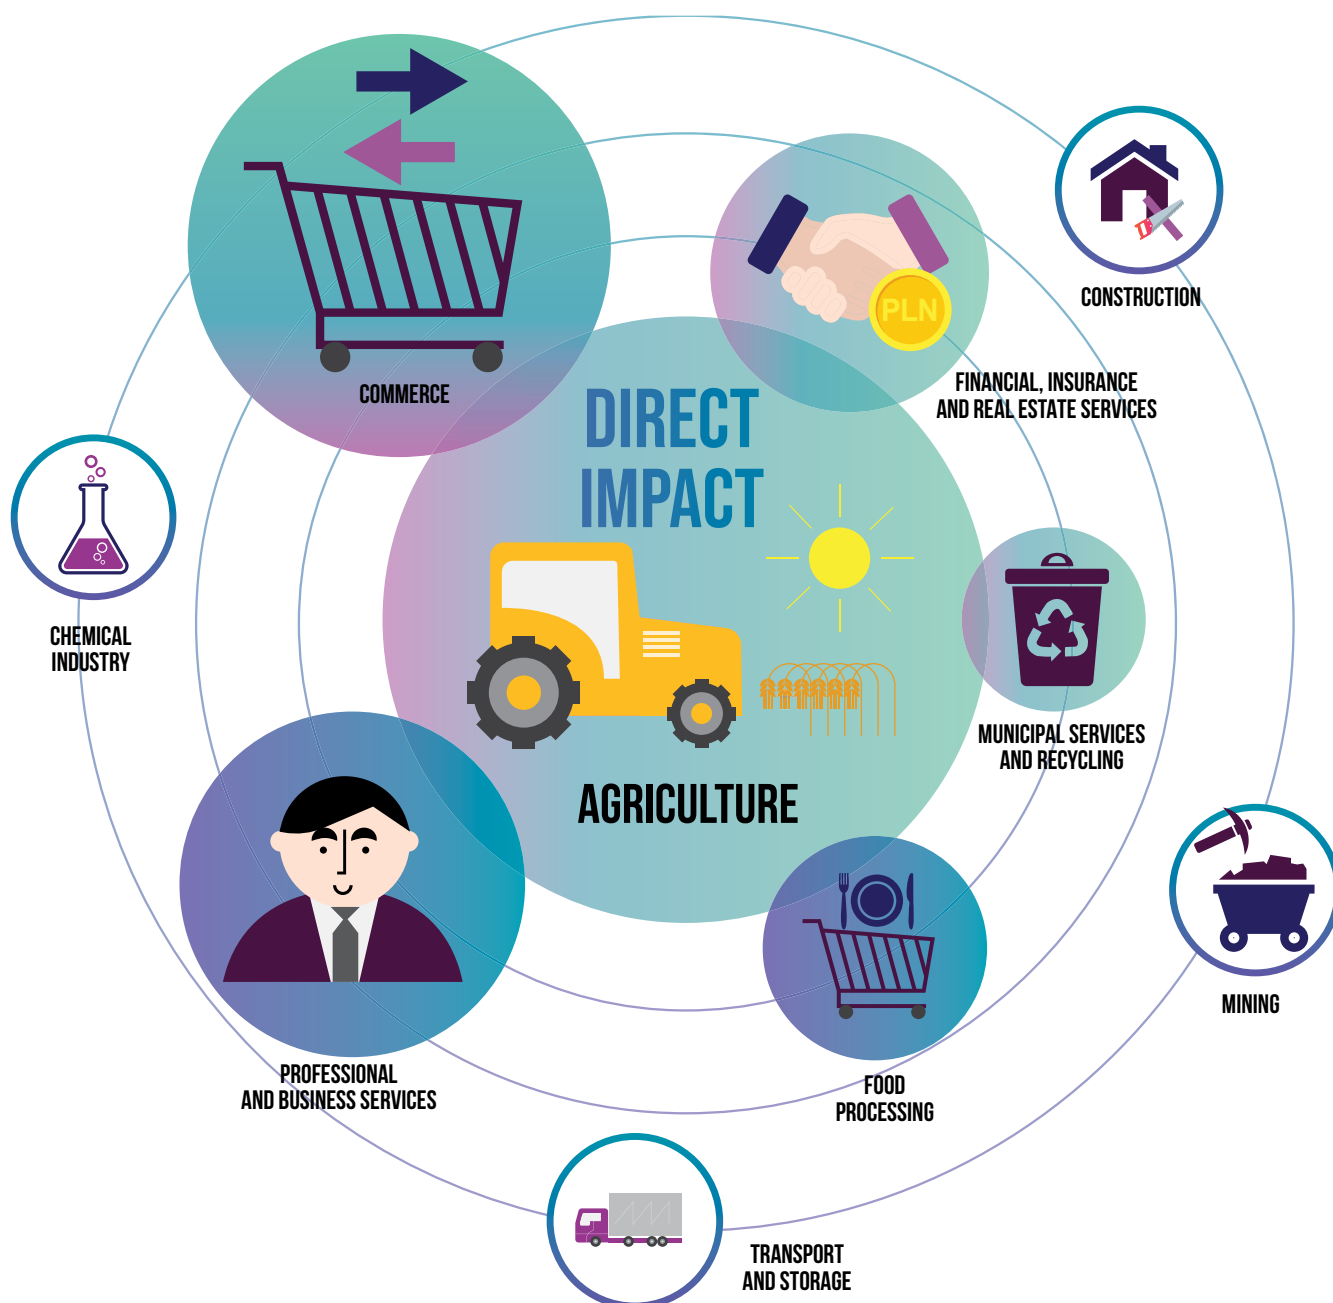 CONSTRUCTION
PLN
FINANCIAL, INSURANCE
AND REAL ESTATE SERVICES
COMMERCE
DIRECT
IMPACT
CHEMICAL
INDUSTRY
MUNICIPAL SERVICES
AND RECYCLING
AGRICULTURE
MINING
PROFESSIONAL
AND BUSINESS SERVICES
FOOD
PROCESSING
TRANSPORT
AND STORAGE